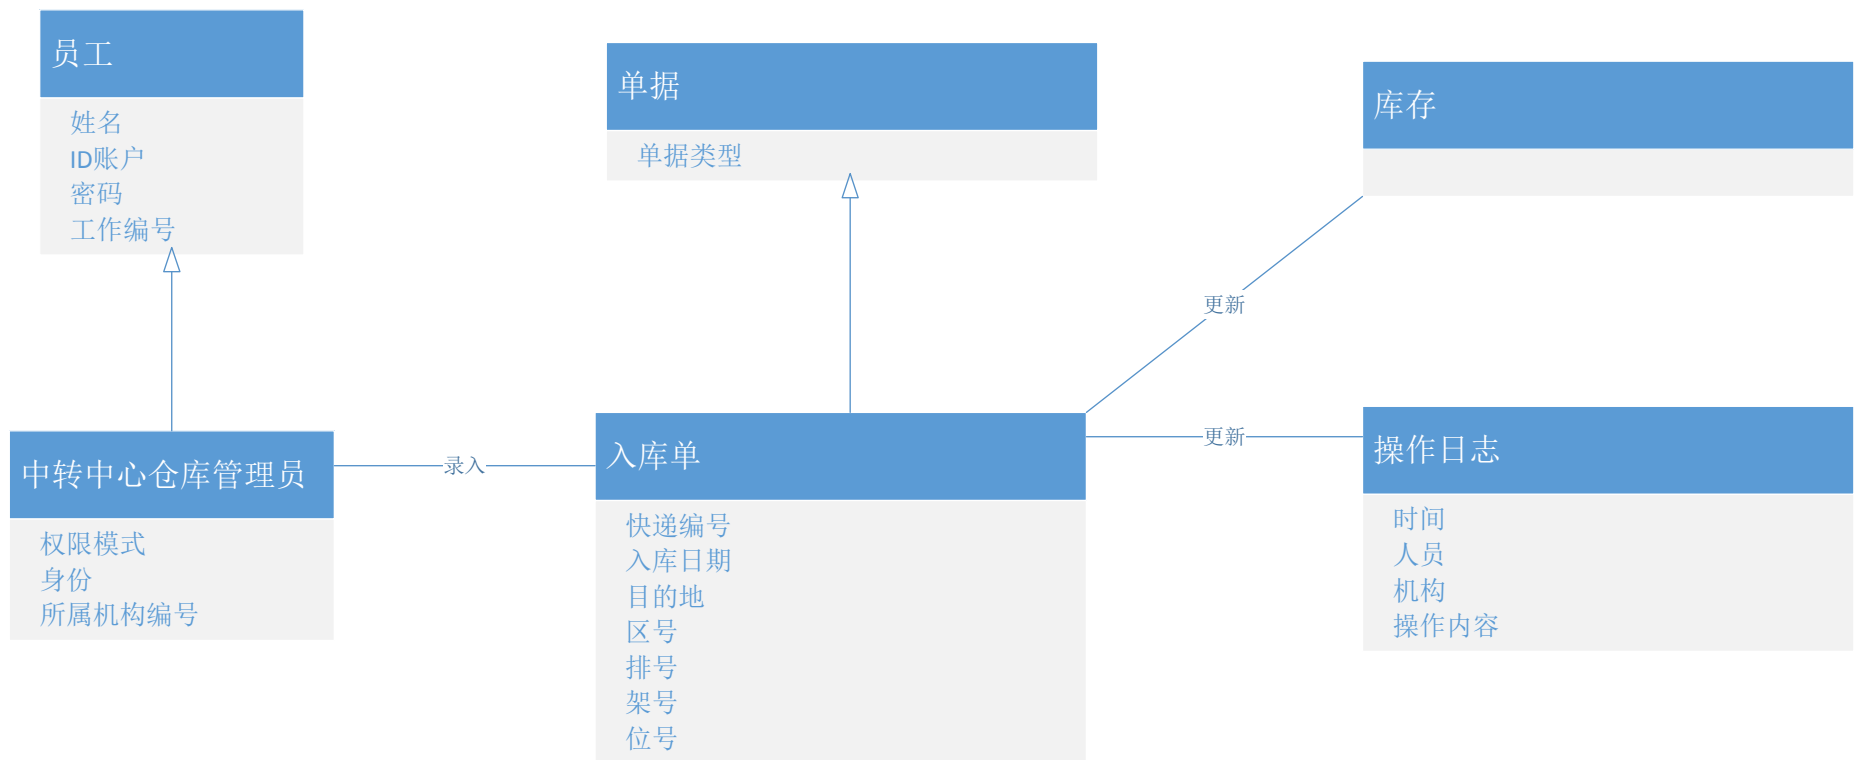 员工
姓名
ID账户
密码
工作编号
单据
单据类型
库存
更新
中转中心仓库管理员
权限模式
身份
所属机构编号
录入
入库单
快递编号
入库日期
目的地
区号
排号
架号
位号
更新
操作日志
时间
人员
机构
操作内容